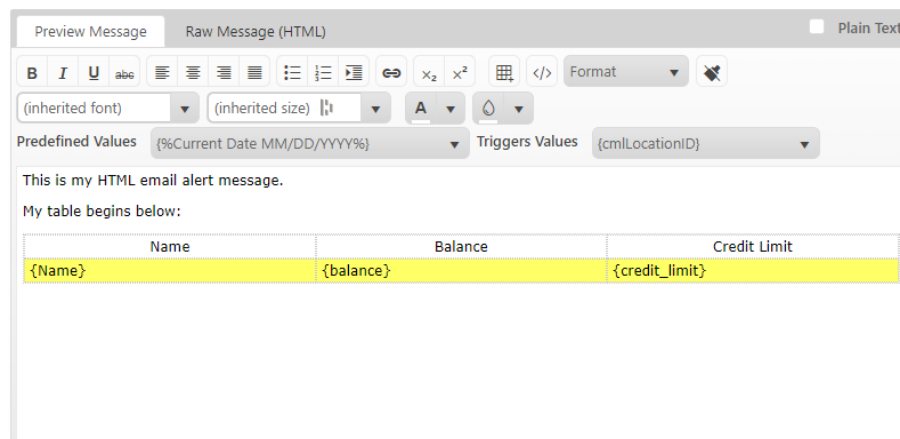 Preview Message Raw Message (HTML) Plain Text
B I U abc x₂ x² </> Format
(inherited font) (inherited size) A
Predefined Values {%Current Date MM/DD/YYYY%} Triggers Values {cmlLocationID}
This is my HTML email alert message.
My table begins below:
Name Balance Credit Limit
{Name} {balance} {credit_limit}